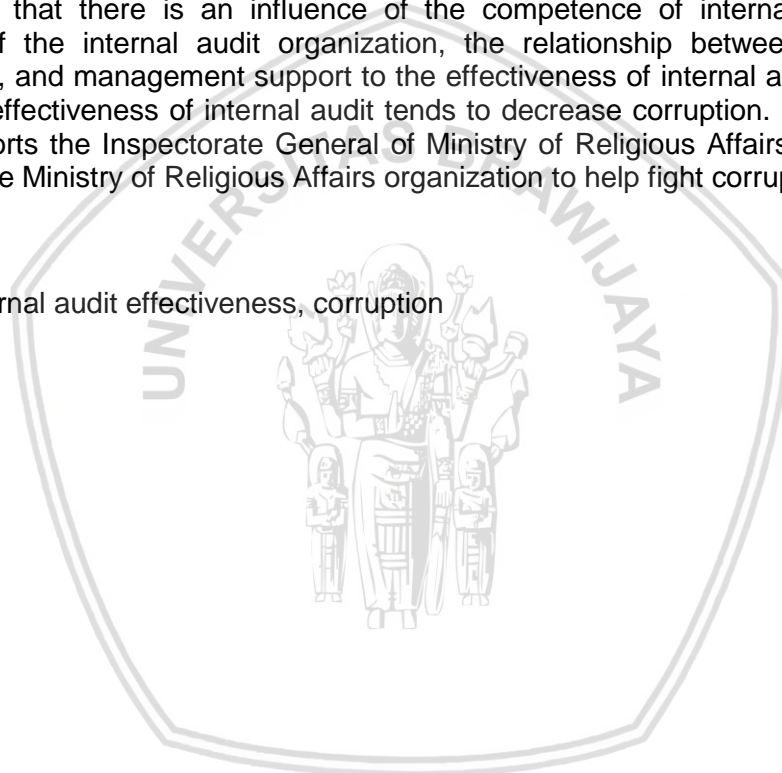 that there is an influence of the competence of interna
f the internal audit organization, the relationship betwee
, and management support to the effectiveness of internal a
effectiveness of internal audit tends to decrease corruption.
orts the Inspectorate General of Ministry of Religious Affairs
e Ministry of Religious Affairs organization to help fight corrup
rnal audit effectiveness, corruption
UNIVERSITAS BRAWIJAYA